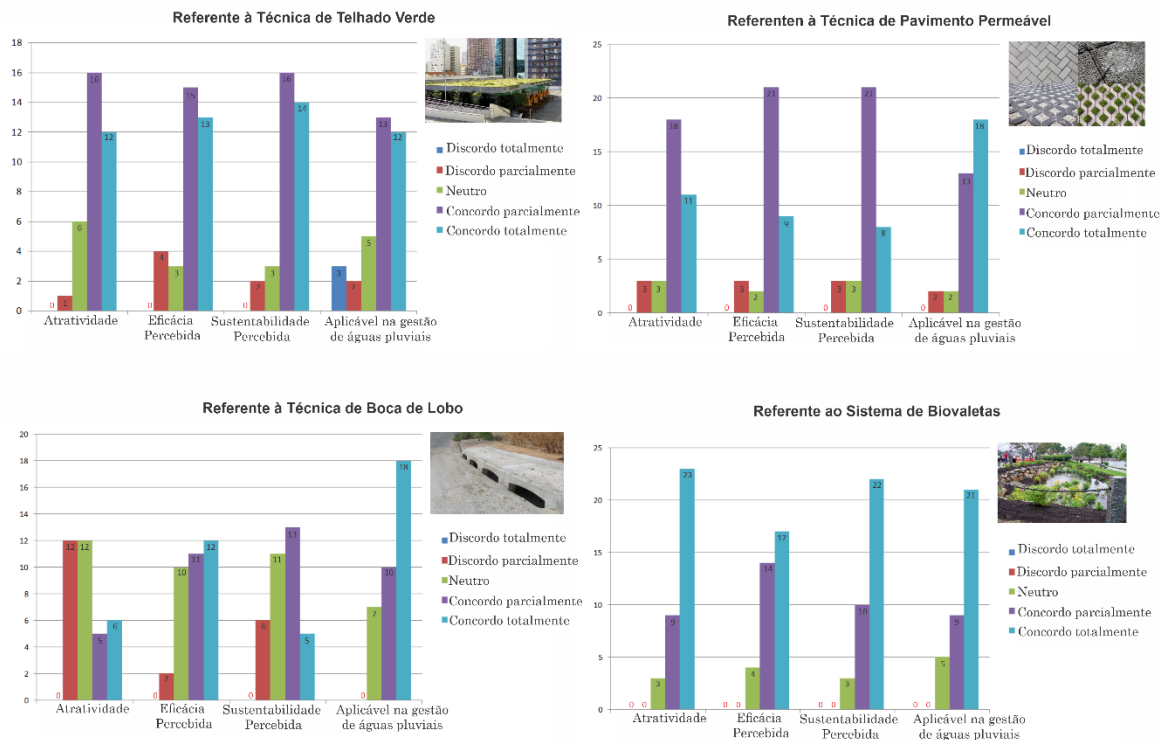 Referente à Técnica de Telhado Verde
18
16
14
12
10
8
6
4
2
0
0
1
6
16
12
0
4
3
15
13
0
2
3
16
14
3
2
5
13
12
Atratividade
Eficácia
Percebida
Sustentabilidade
Percebida
Aplicável na gestão
de águas pluviais
Discordo totalmente
Discordo parcialmente
Neutro
Concordo parcialmente
Concordo totalmente
Referenten à Técnica de Pavimento Permeável
25
20
15
10
5
0
0
3
3
18
11
0
3
2
21
9
0
3
3
21
8
0
2
2
13
18
Atratividade
Eficácia
Percebida
Sustentabilidade
Percebida
Aplicável na gestão
de águas pluviais
Discordo totalmente
Discordo parcialmente
Neutro
Concordo parcialmente
Concordo totalmente
Referente à Técnica de Boca de Lobo
20
18
16
14
12
10
8
6
4
2
0
0
12
12
5
6
0
2
10
11
12
0
6
11
13
5
0
7
10
18
Atratividade
Eficácia
Percebida
Sustentabilidade
Percebida
Aplicável na gestão
de águas pluviais
Discordo totalmente
Discordo parcialmente
Neutro
Concordo parcialmente
Concordo totalmente
Referente ao Sistema de Biovaletas
25
20
15
10
5
0
0
0
3
9
23
0
0
4
14
17
0
0
3
10
22
0
0
5
9
21
Atratividade
Eficácia
Percebida
Sustentabilidade
Percebida
Aplicável na gestão
de águas pluviais
Discordo totalmente
Discordo parcialmente
Neutro
Concordo parcialmente
Concordo totalmente